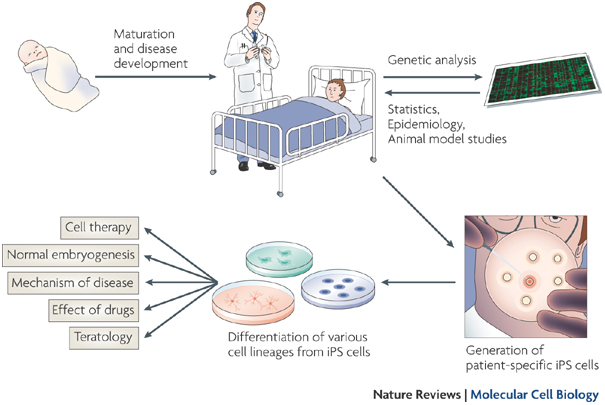 Maturation
and disease
development
Genetic analysis
Statistics,
Epidemiology,
Animal model studies
Cell therapy
Normal embryogenesis
Mechanism of disease
Effect of drugs
Teratology
Differentiation of various
cell lineages from iPS cells
Generation of
patient-specific iPS cells
Nature Reviews | Molecular Cell Biology